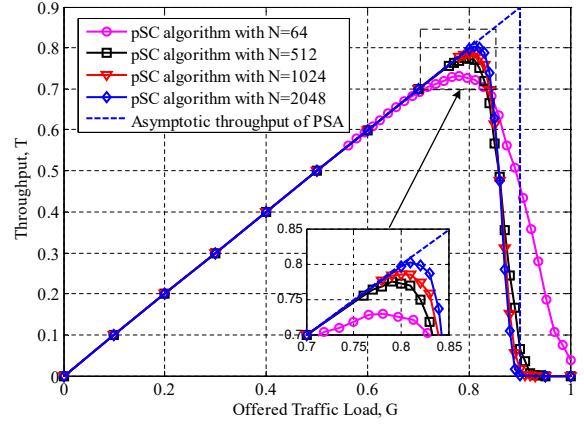 0.9
0.8
0.7
0.6
0.5
0.4
0.3
0.2
0.1
0
Throughput, T
pSC algorithm with N=64
pSC algorithm with N=512
pSC algorithm with N=1024
pSC algorithm with N=2048
Asymptotic throughput of PSA
0.85
0.8
0.75
0.7
0.7 0.75 0.8 0.85
0 0.2 0.4 0.6 0.8 1
Offered Traffic Load, G